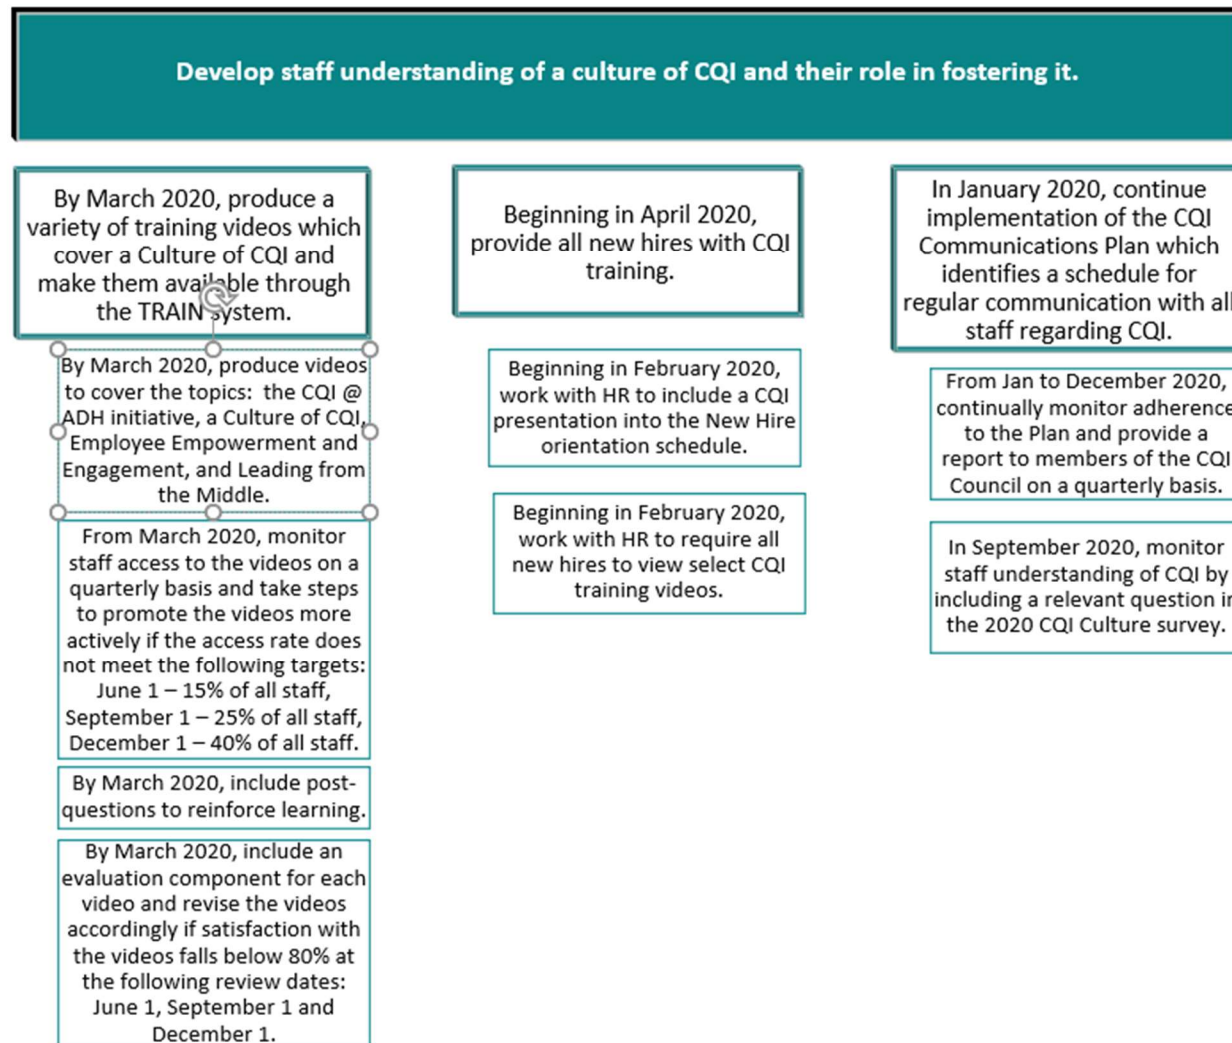 Develop staff understanding of a culture of CQI and their role in fostering it.
By March 2020, produce a
variety of training videos which
cover a Culture of CQI and
make them available through
the TRAIN system.
By March 2020, produce videos
to cover the topics:  the CQI @
ADH initiative, a Culture of CQI,
Employee Empowerment and
Engagement, and Leading from
the Middle.
From March 2020, monitor
staff access to the videos on a
quarterly basis and take steps
to promote the videos more
actively if the access rate does
not meet the following targets:
June 1 – 15% of all staff,
September 1 – 25% of all staff,
December 1 – 40% of all staff.
By March 2020, include post-
questions to reinforce learning.
By March 2020, include an
evaluation component for each
video and revise the videos
accordingly if satisfaction with
the videos falls below 80% at
the following review dates:
June 1, September 1 and
December 1.
Beginning in April 2020,
provide all new hires with CQI
training.
Beginning in February 2020,
work with HR to include a CQI
presentation into the New Hire
orientation schedule.
Beginning in February 2020,
work with HR to require all
new hires to view select CQI
training videos.
In January 2020, continue
implementation of the CQI
Communications Plan which
identifies a schedule for
regular communication with all
staff regarding CQI.
From Jan to December 2020,
continually monitor adherence
to the Plan and provide a
report to members of the CQI
Council on a quarterly basis.
In September 2020, monitor
staff understanding of CQI by
including a relevant question in
the 2020 CQI Culture survey.